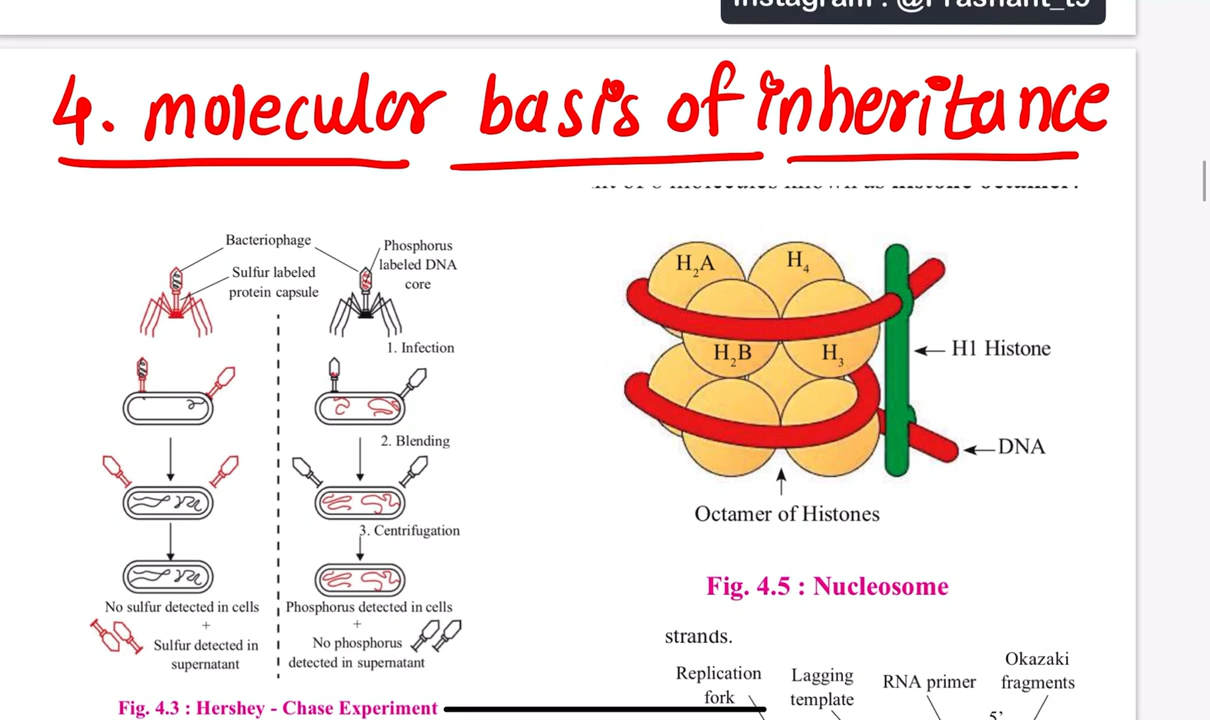 4. molecular basis of inheritance
Bacteriophage
Sulfur labeled
protein capsule
Phosphorus
labeled DNA
core
1. Infection
2. Blending
3. Centrifugation
No sulfur detected in cells
+
Sulfur detected in
supernatant
Phosphorus detected in cells
+
No phosphorus
detected in supernatant
Fig. 4.3 : Hershey - Chase Experiment
H2A
H4
H2B
H3
H1 Histone
DNA
Octamer of Histones
Fig. 4.5 : Nucleosome
strands.
Replication
fork
Lagging
template
RNA primer
Okazaki
fragments
5'